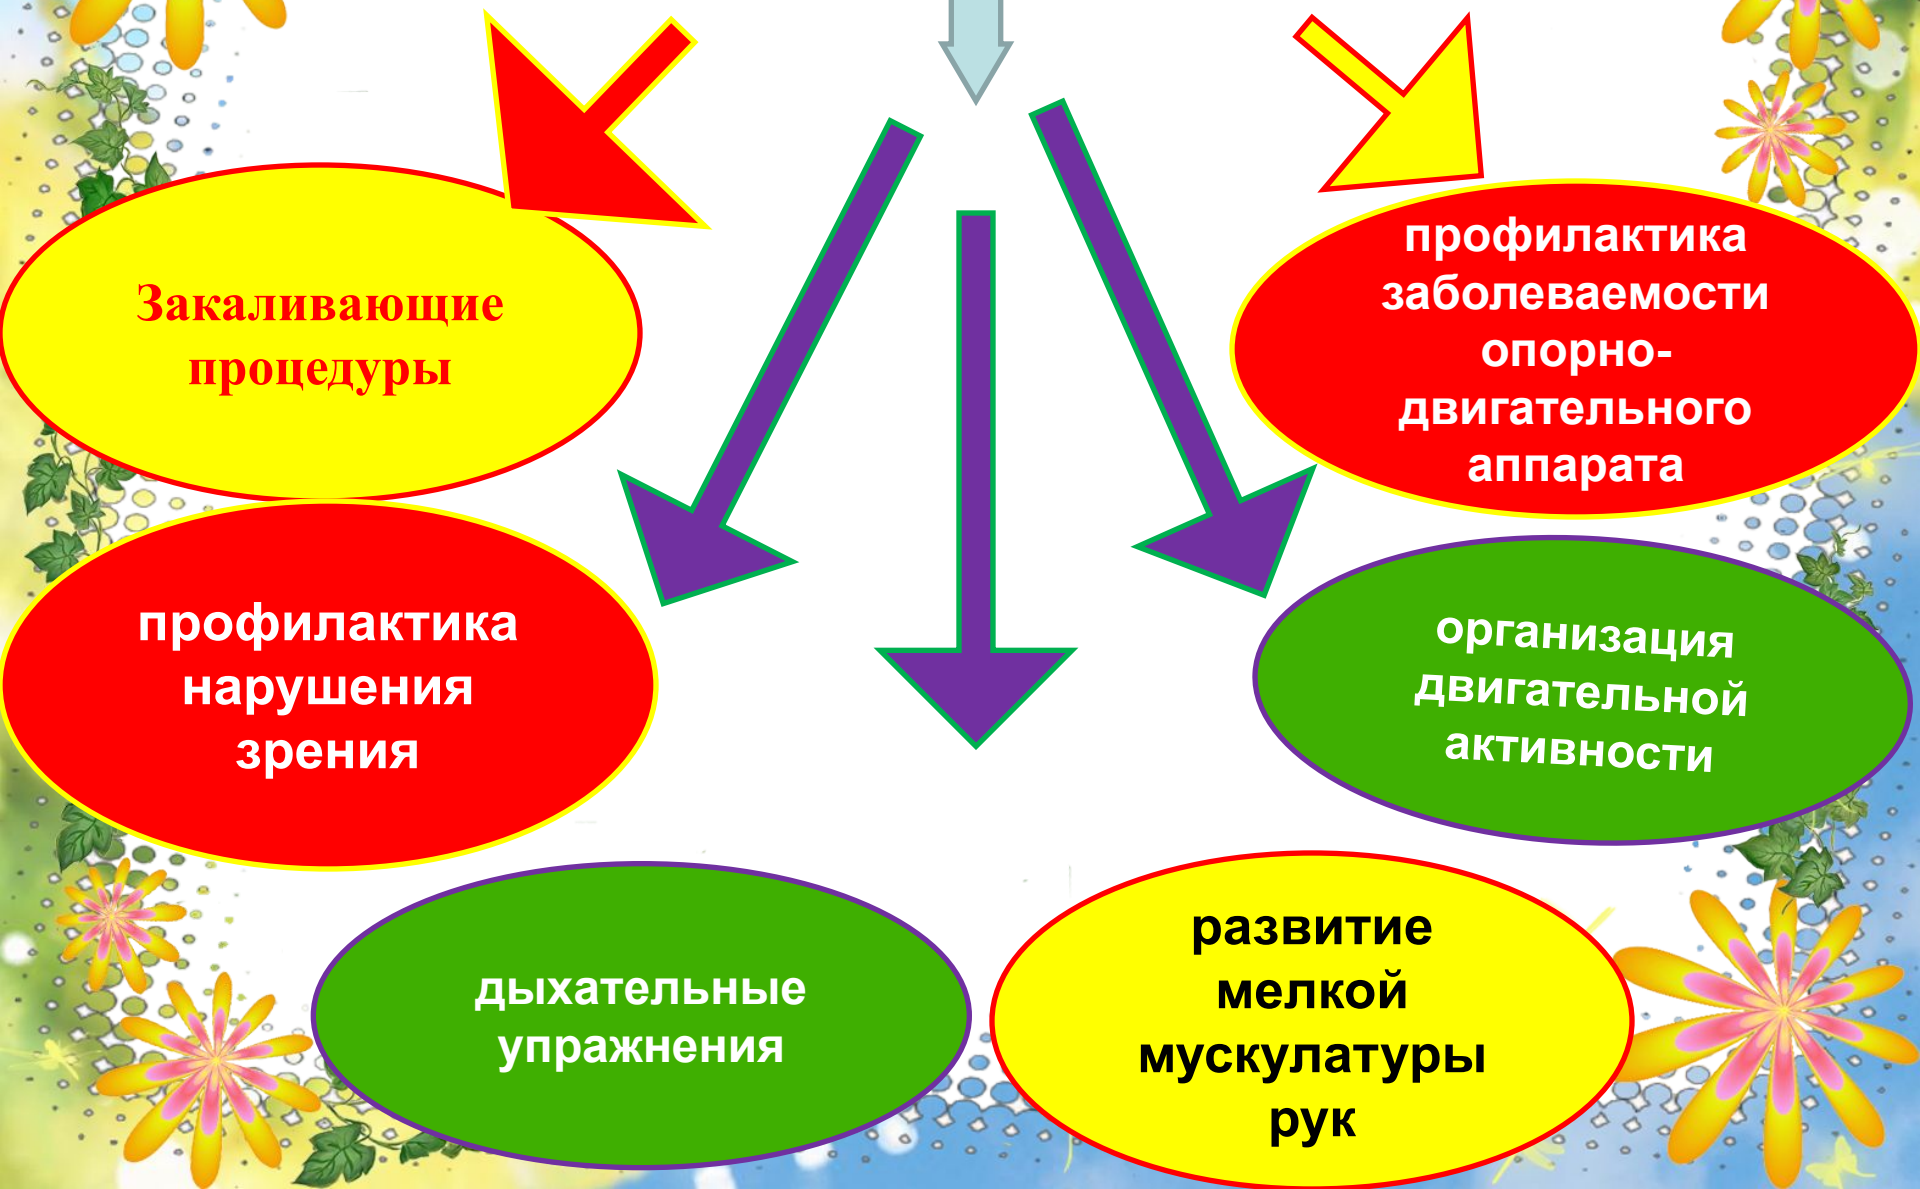 Закаливающие
процедуры
профилактика
заболеваемости
опорно-
двигательного
аппарата
профилактика
нарушения
зрения
организация
двигательной
активности
дыхательные
упражнения
развитие
мелкой
мускулатуры
рук